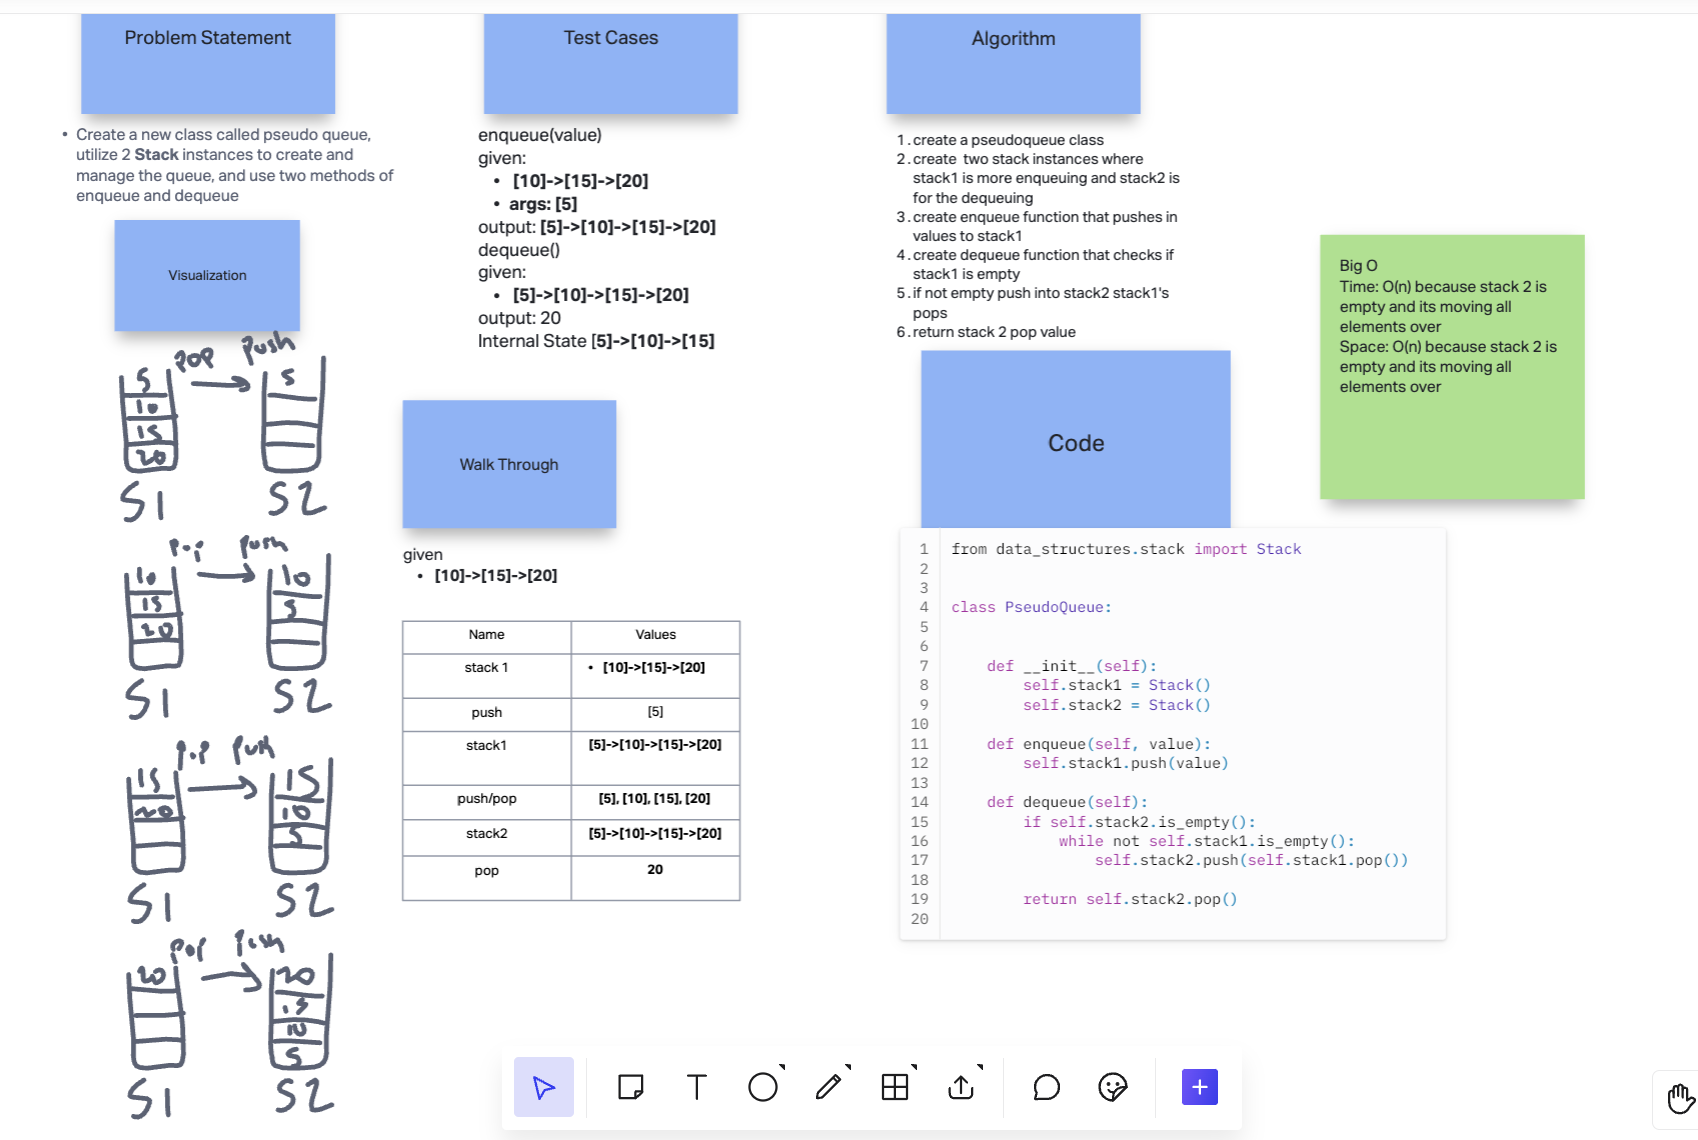 Problem Statement
• Create a new class called pseudo queue,
utilize 2 Stack instances to create and
manage the queue, and use two methods of
enqueue and dequeue
Visualization
pop push
5
10
15
20
5
S1 S2
pop push
10
15
20
10
5
S1 S2
pop push
15
20
15
10
5
S1 S2
pop push
20
20
15
10
5
S1 S2
Test Cases
enqueue(value)
given:
• [10]->[15]->[20]
• args: [5]
output: [5]->[10]->[15]->[20]
dequeue()
given:
• [5]->[10]->[15]->[20]
output: 20
Internal State [5]->[10]->[15]
Walk Through
given
• [10]->[15]->[20]
Name Values
stack 1 • [10]->[15]->[20]
push [5]
stack1 [5]->[10]->[15]->[20]
push/pop [5], [10], [15], [20]
stack2 [5]->[10]->[15]->[20]
pop 20
Algorithm
1. create a pseudoqueue class
2. create two stack instances where
stack1 is more enqueuing and stack2 is
for the dequeuing
3. create enqueue function that pushes in
values to stack1
4. create dequeue function that checks if
stack1 is empty
5. if not empty push into stack2 stack1's
pops
6. return stack 2 pop value
Code
1 from data_structures.stack import Stack
2
3
4 class PseudoQueue:
5
6
7 def __init__(self):
8 self.stack1 = Stack()
9 self.stack2 = Stack()
10
11 def enqueue(self, value):
12 self.stack1.push(value)
13
14 def dequeue(self):
15 if self.stack2.is_empty():
16 while not self.stack1.is_empty():
17 self.stack2.push(self.stack1.pop())
18
19 return self.stack2.pop()
20
Big O
Time: O(n) because stack 2 is
empty and its moving all
elements over
Space: O(n) because stack 2 is
empty and its moving all
elements over